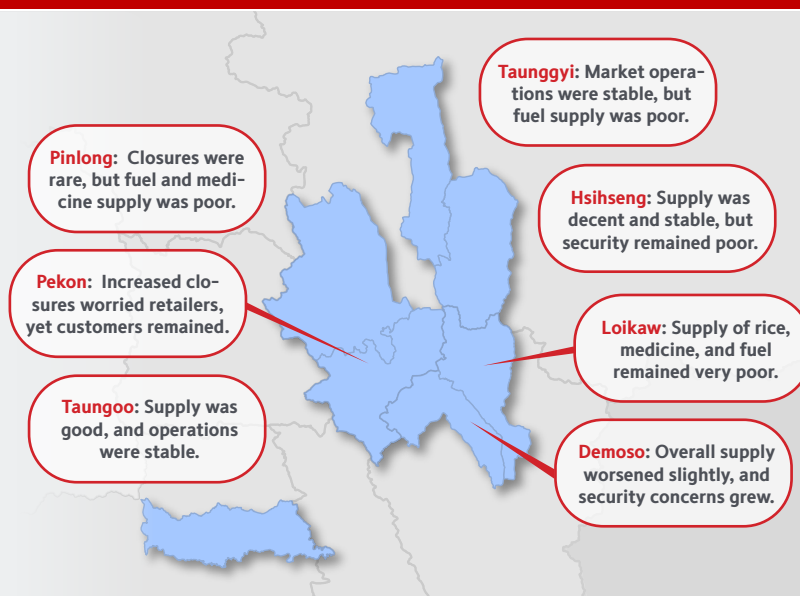 Taunggyi: Market opera-
tions were stable, but
fuel supply was poor.
Pinlong: Closures were
rare, but fuel and medi-
cine supply was poor.
Hsihseng: Supply was
decent and stable, but
security remained poor.
Pekon: Increased clo-
sures worried retailers,
yet customers remained.
Loikaw: Supply of rice,
medicine, and fuel
remained very poor.
Taungoo: Supply was
good, and operations
were stable.
Demoso: Overall supply
worsened slightly, and
security concerns grew.